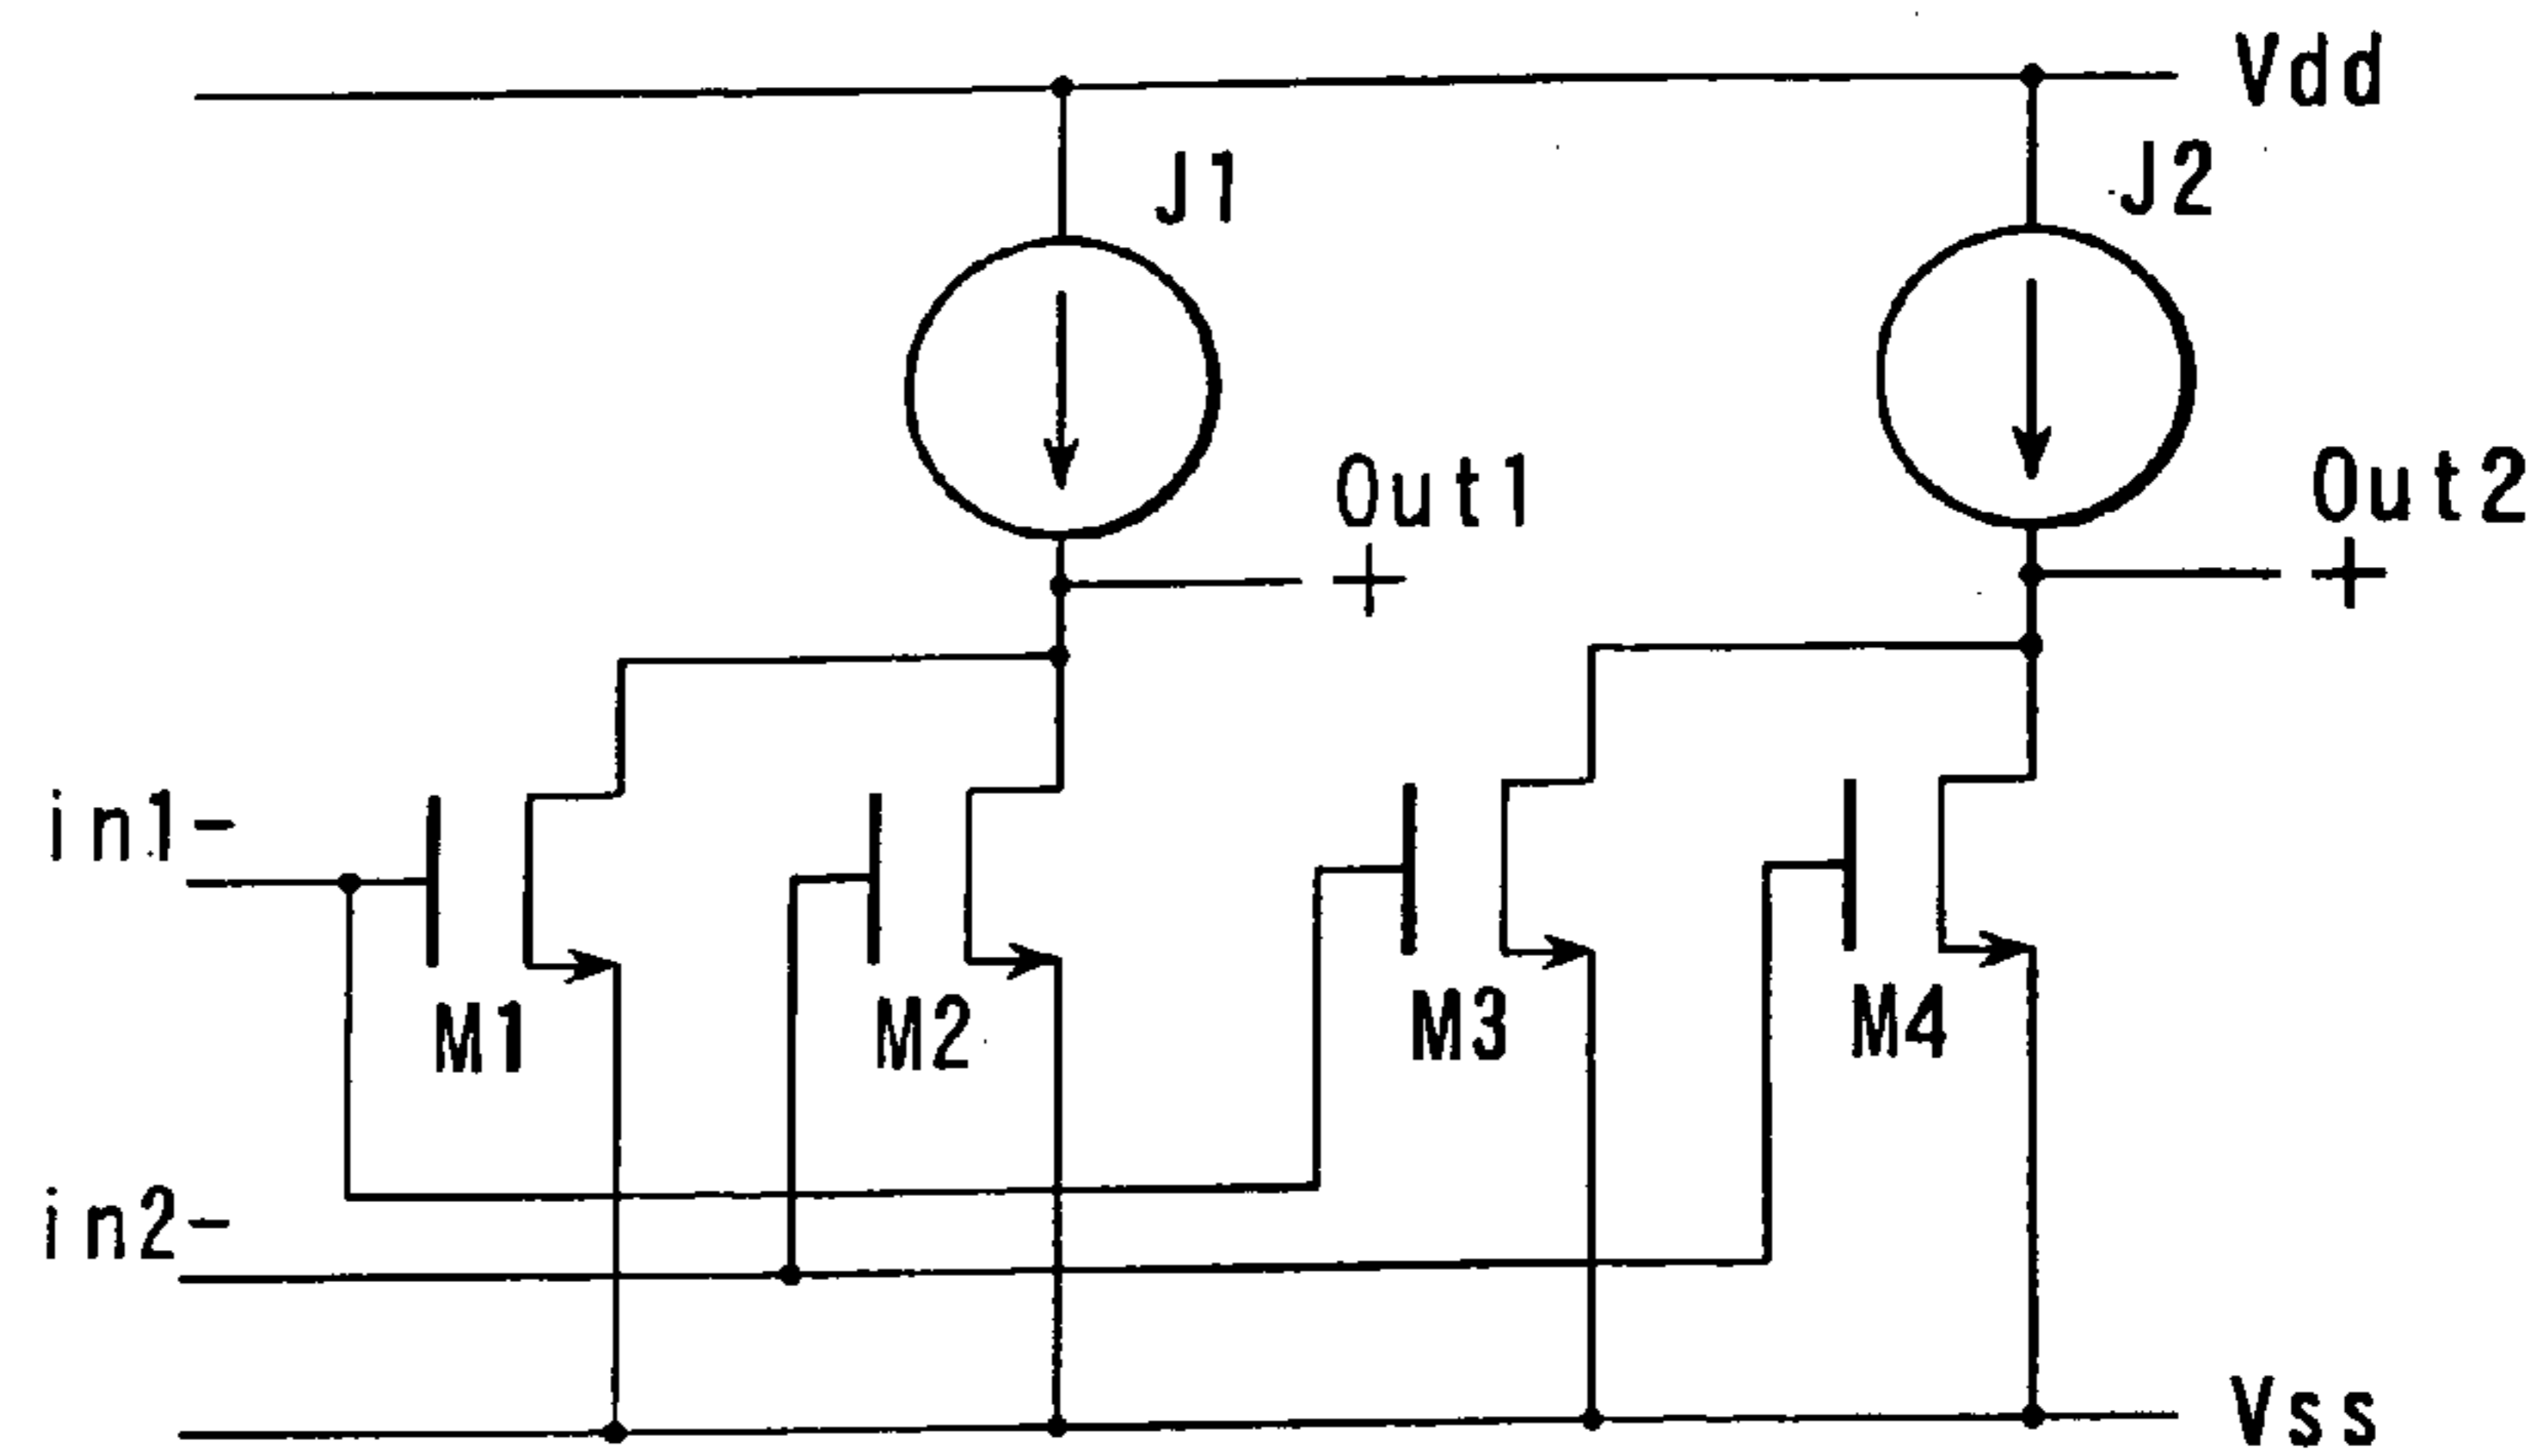 Vdd
J1
J2
Out1
Out2
+
+
in1-
M1
M2
M3
M4
in2-
Vss